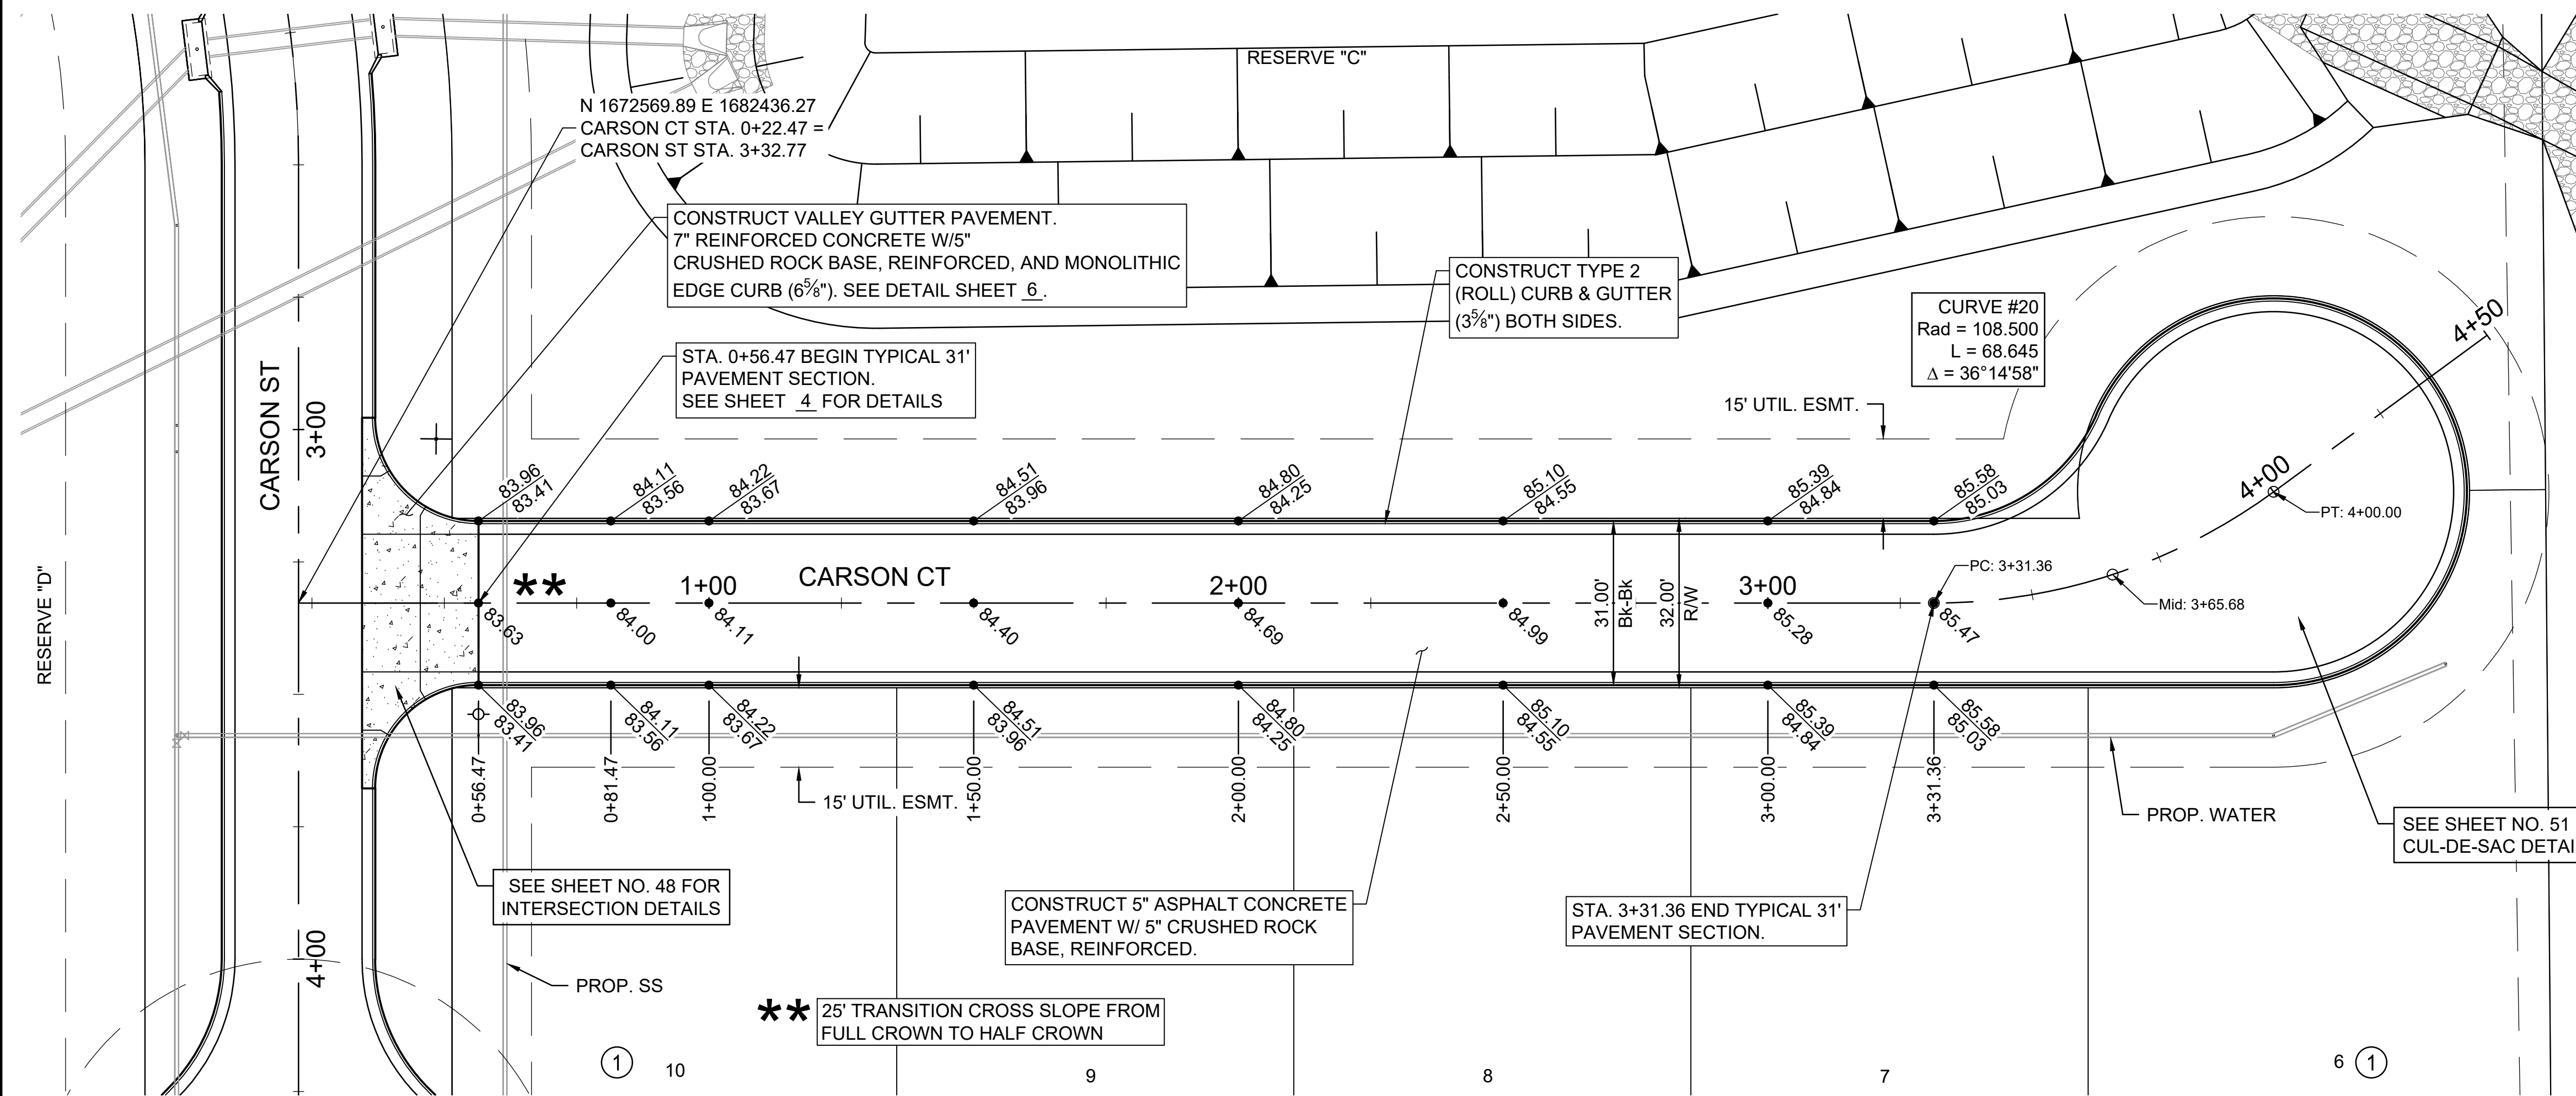 RESERVE "C"
N 1672569.89 E 1682436.27
CARSON CT STA. 0+22.47 =
CARSON ST STA. 3+32.77
CONSTRUCT VALLEY GUTTER PAVEMENT.
7" REINFORCED CONCRETE W/5"
CRUSHED ROCK BASE, REINFORCED, AND MONOLITHIC
EDGE CURB (6⅝"). SEE DETAIL SHEET 6.
CONSTRUCT TYPE 2
(ROLL) CURB & GUTTER
(3⅝") BOTH SIDES.
CURVE #20
Rad = 108.500
L = 68.645
Δ = 36°14'58"
STA. 0+56.47 BEGIN TYPICAL 31'
PAVEMENT SECTION.
SEE SHEET 4 FOR DETAILS
15' UTIL. ESMT.
CARSON ST
3+00
4+00
RESERVE "D"
83.96
83.41
84.11
83.56
84.22
83.67
84.51
83.96
84.80
84.25
85.10
84.55
85.39
84.84
85.58
85.03
4+50
4+00
PT: 4+00.00
PC: 3+31.36
Mid: 3+65.68
**
1+00
CARSON CT
2+00
31.00'
Bk-Bk
32.00'
R/W
3+00
83.63
84.00
84.11
84.40
84.69
84.99
85.28
85.47
83.96
83.41
84.11
83.56
84.22
83.67
84.51
83.96
84.80
84.25
85.10
84.55
85.39
84.84
85.58
85.03
0+56.47
0+81.47
1+00.00
1+50.00
2+00.00
2+50.00
3+00.00
3+31.36
15' UTIL. ESMT.
PROP. WATER
SEE SHEET NO. 51
CUL-DE-SAC DETAI
SEE SHEET NO. 48 FOR
INTERSECTION DETAILS
CONSTRUCT 5" ASPHALT CONCRETE
PAVEMENT W/ 5" CRUSHED ROCK
BASE, REINFORCED.
STA. 3+31.36 END TYPICAL 31'
PAVEMENT SECTION.
PROP. SS
** 25' TRANSITION CROSS SLOPE FROM
FULL CROWN TO HALF CROWN
1
10
9
8
7
6
1